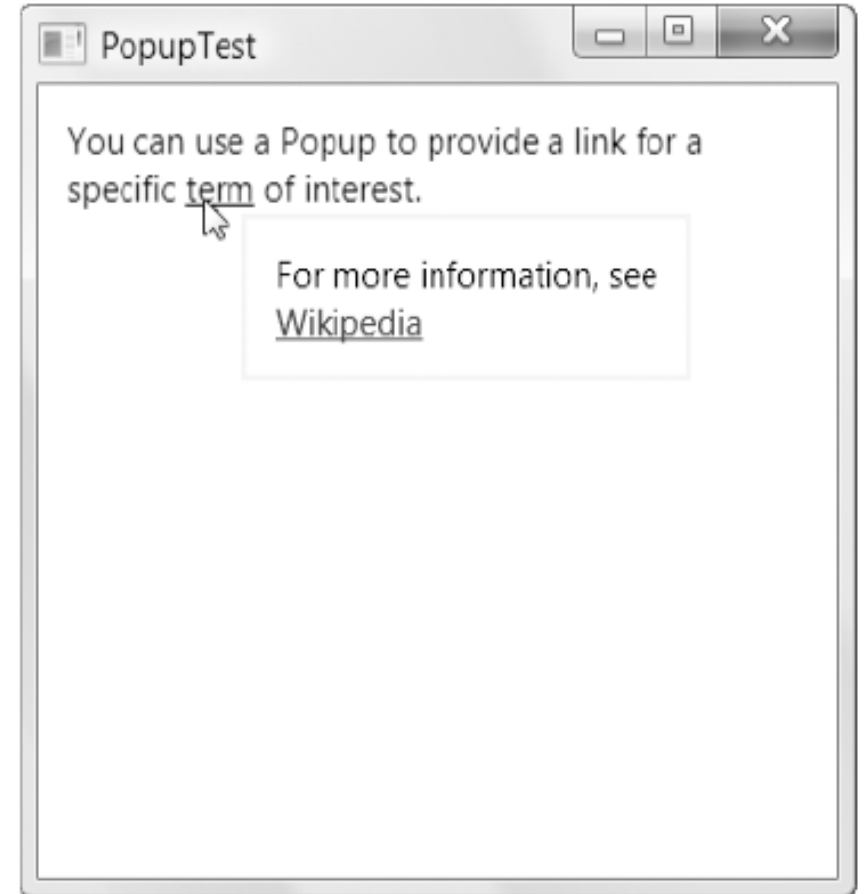 PopupTest
You can use a Popup to provide a link for a
specific term of interest.
For more information, see
Wikipedia